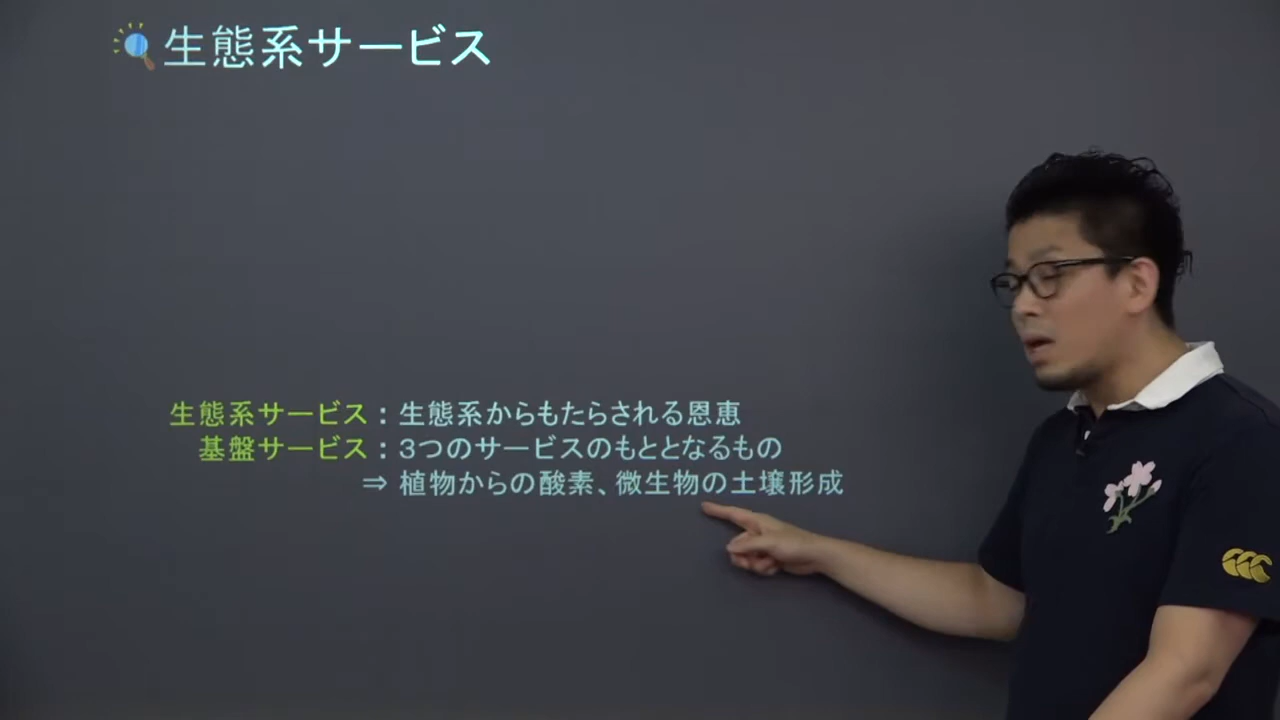 生態系サービス
生態系サービス：生態系からもたらされる恩恵
基盤サービス：３つのサービスのもととなるもの
⇒ 植物からの酸素、微生物の土壌形成